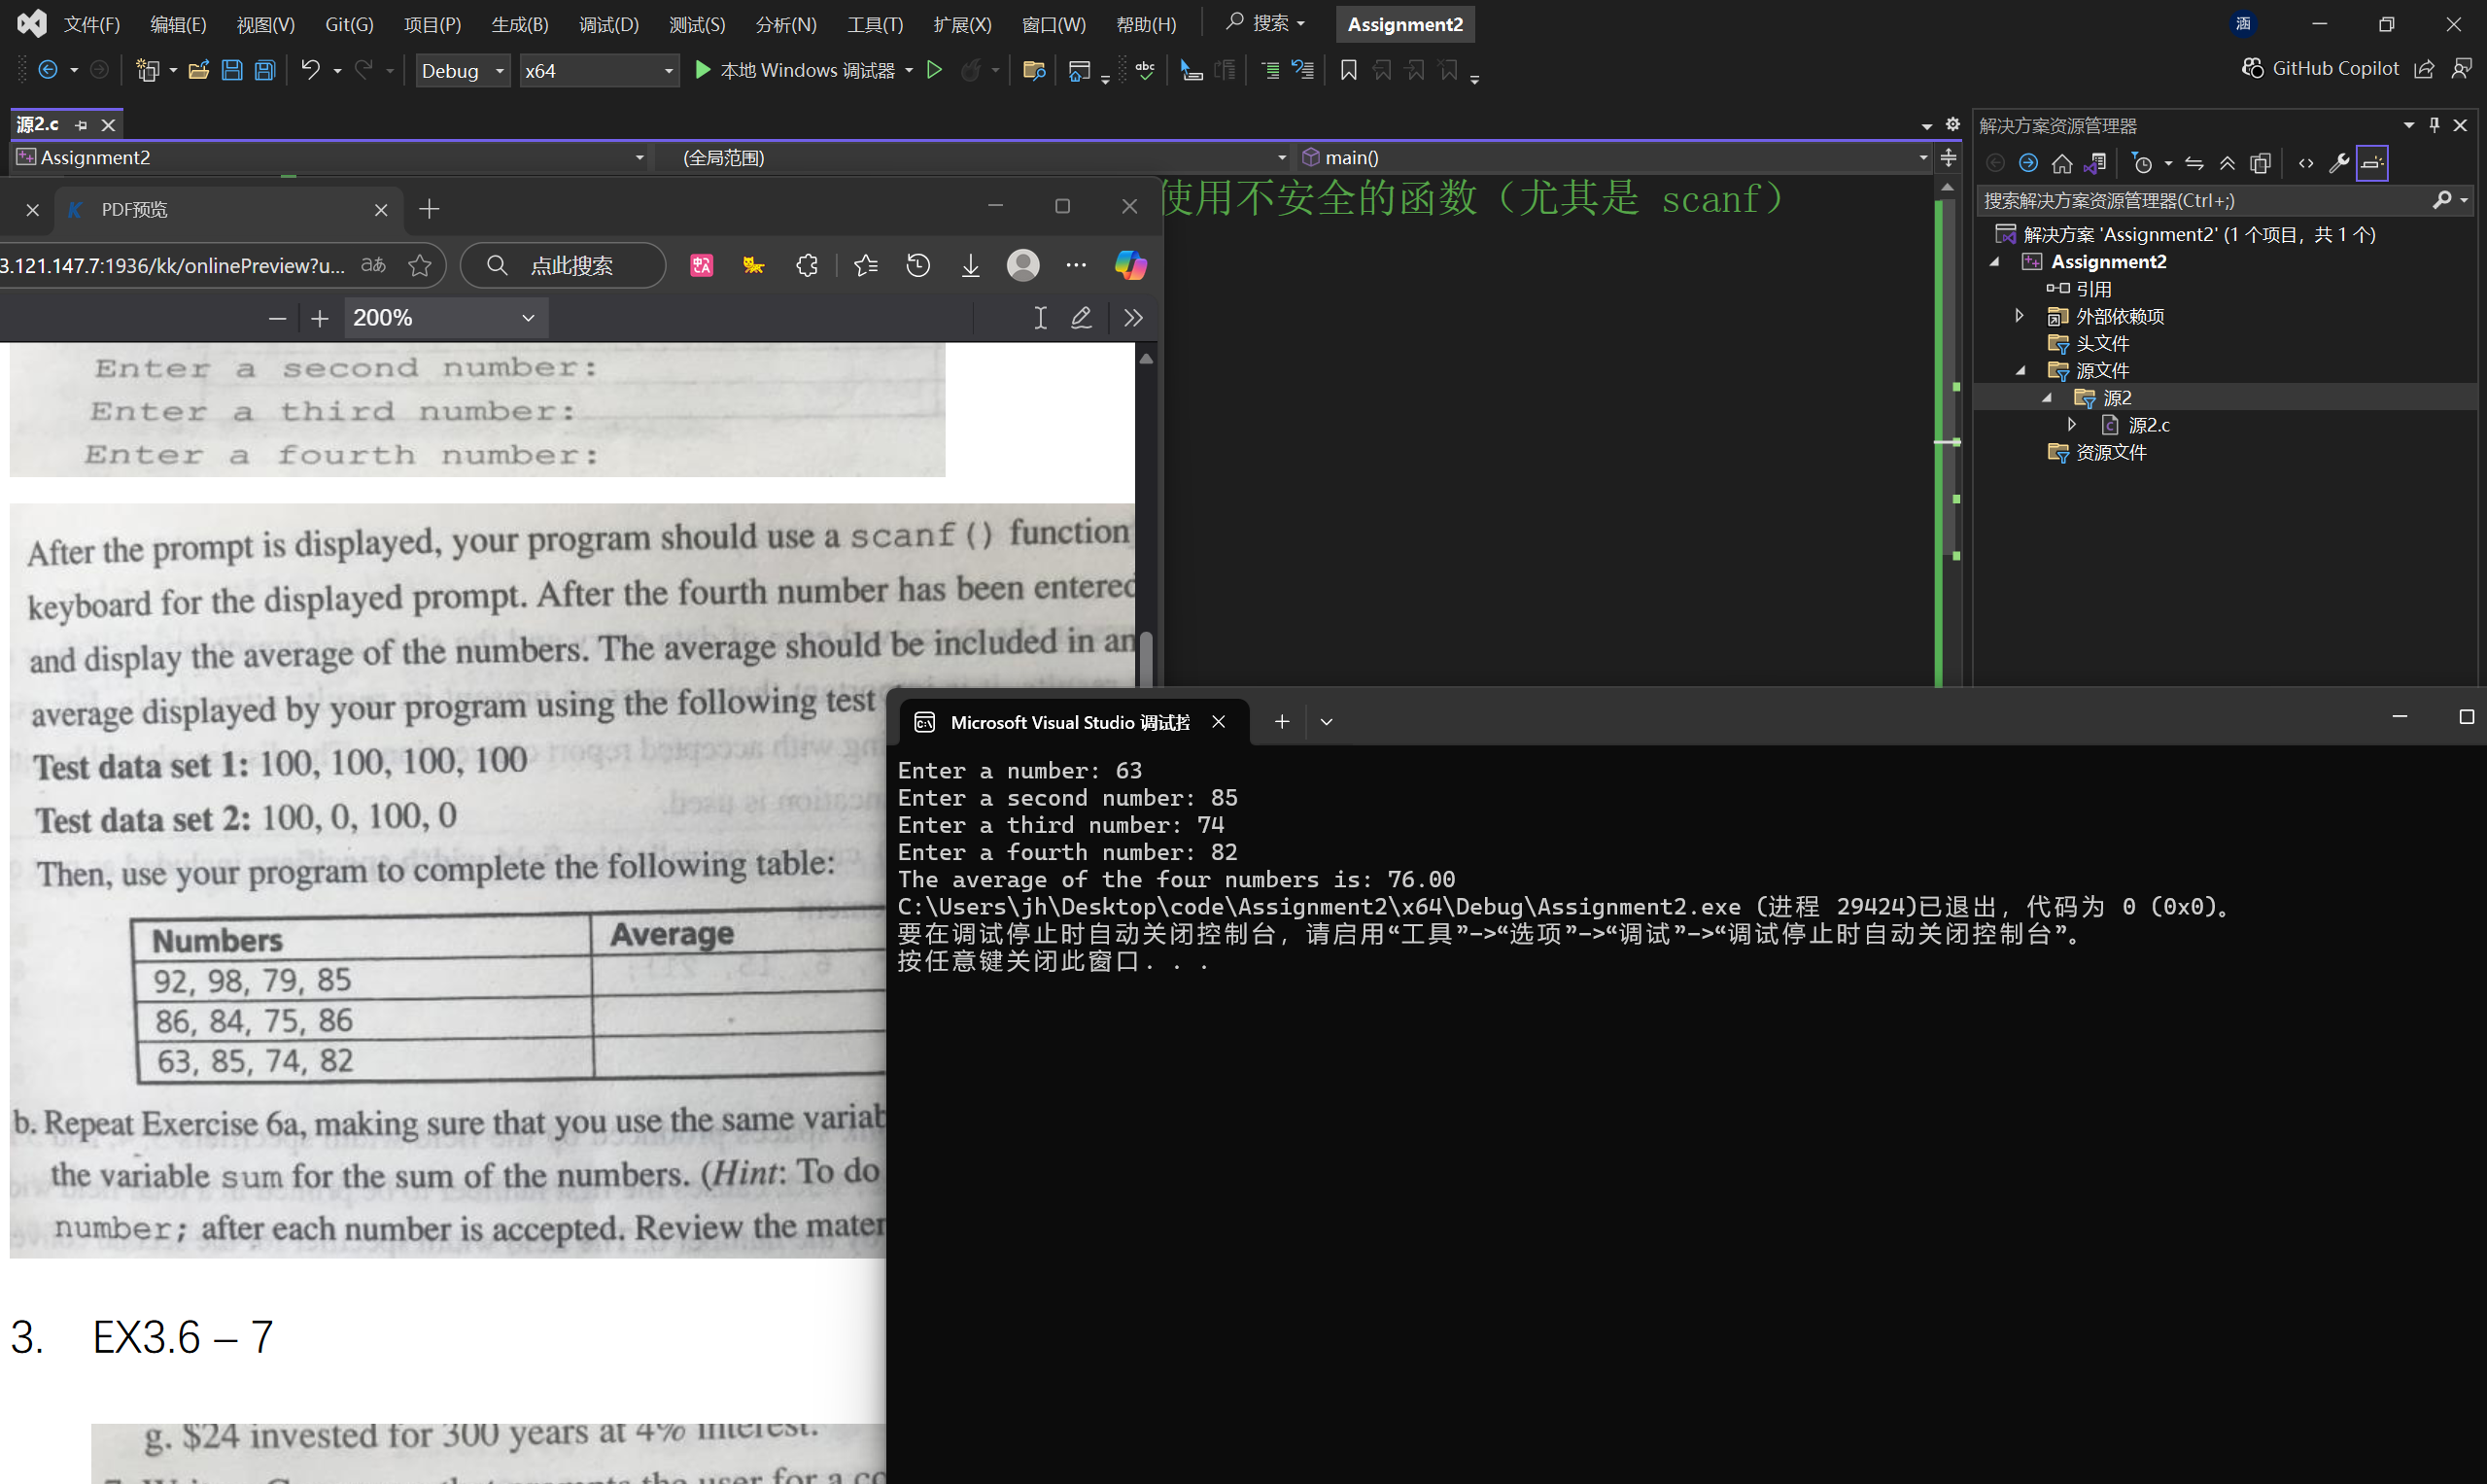 文件(F) 编辑(E) 视图(V) Git(G) 项目(P) 生成(B) 调试(D) 测试(S) 分析(N) 工具(T) 扩展(X) 窗口(W) 帮助(H) 搜索 Assignment2 涵
Debug x64 本地 Windows 调试器 abc GitHub Copilot
源2.c
Assignment2 (全局范围) main()
使用不安全的函数（尤其是 scanf）
PDF预览
3.121.147.7:1936/kk/onlinePreview?u... 点此搜索
200%
Enter a second number:
Enter a third number:
Enter a fourth number:
After the prompt is displayed, your program should use a scanf() function
keyboard for the displayed prompt. After the fourth number has been entered
and display the average of the numbers. The average should be included in an
average displayed by your program using the following test
Test data set 1: 100, 100, 100, 100
Test data set 2: 100, 0, 100, 0
Then, use your program to complete the following table:
Numbers Average
92, 98, 79, 85
86, 84, 75, 86
63, 85, 74, 82
b. Repeat Exercise 6a, making sure that you use the same variab
the variable sum for the sum of the numbers. (Hint: To do
number; after each number is accepted. Review the mater
3. EX3.6 – 7
g. $24 invested for 300 years at 4% interest.
解决方案资源管理器
搜索解决方案资源管理器(Ctrl+;)
解决方案 'Assignment2' (1 个项目，共 1 个)
Assignment2
引用
外部依赖项
头文件
源文件
源2
源2.c
资源文件
Microsoft Visual Studio 调试控
Enter a number: 63
Enter a second number: 85
Enter a third number: 74
Enter a fourth number: 82
The average of the four numbers is: 76.00
C:\Users\jh\Desktop\code\Assignment2\x64\Debug\Assignment2.exe (进程 29424)已退出，代码为 0 (0x0)。
要在调试停止时自动关闭控制台，请启用“工具”->“选项”->“调试”->“调试停止时自动关闭控制台”。
按任意键关闭此窗口. . .